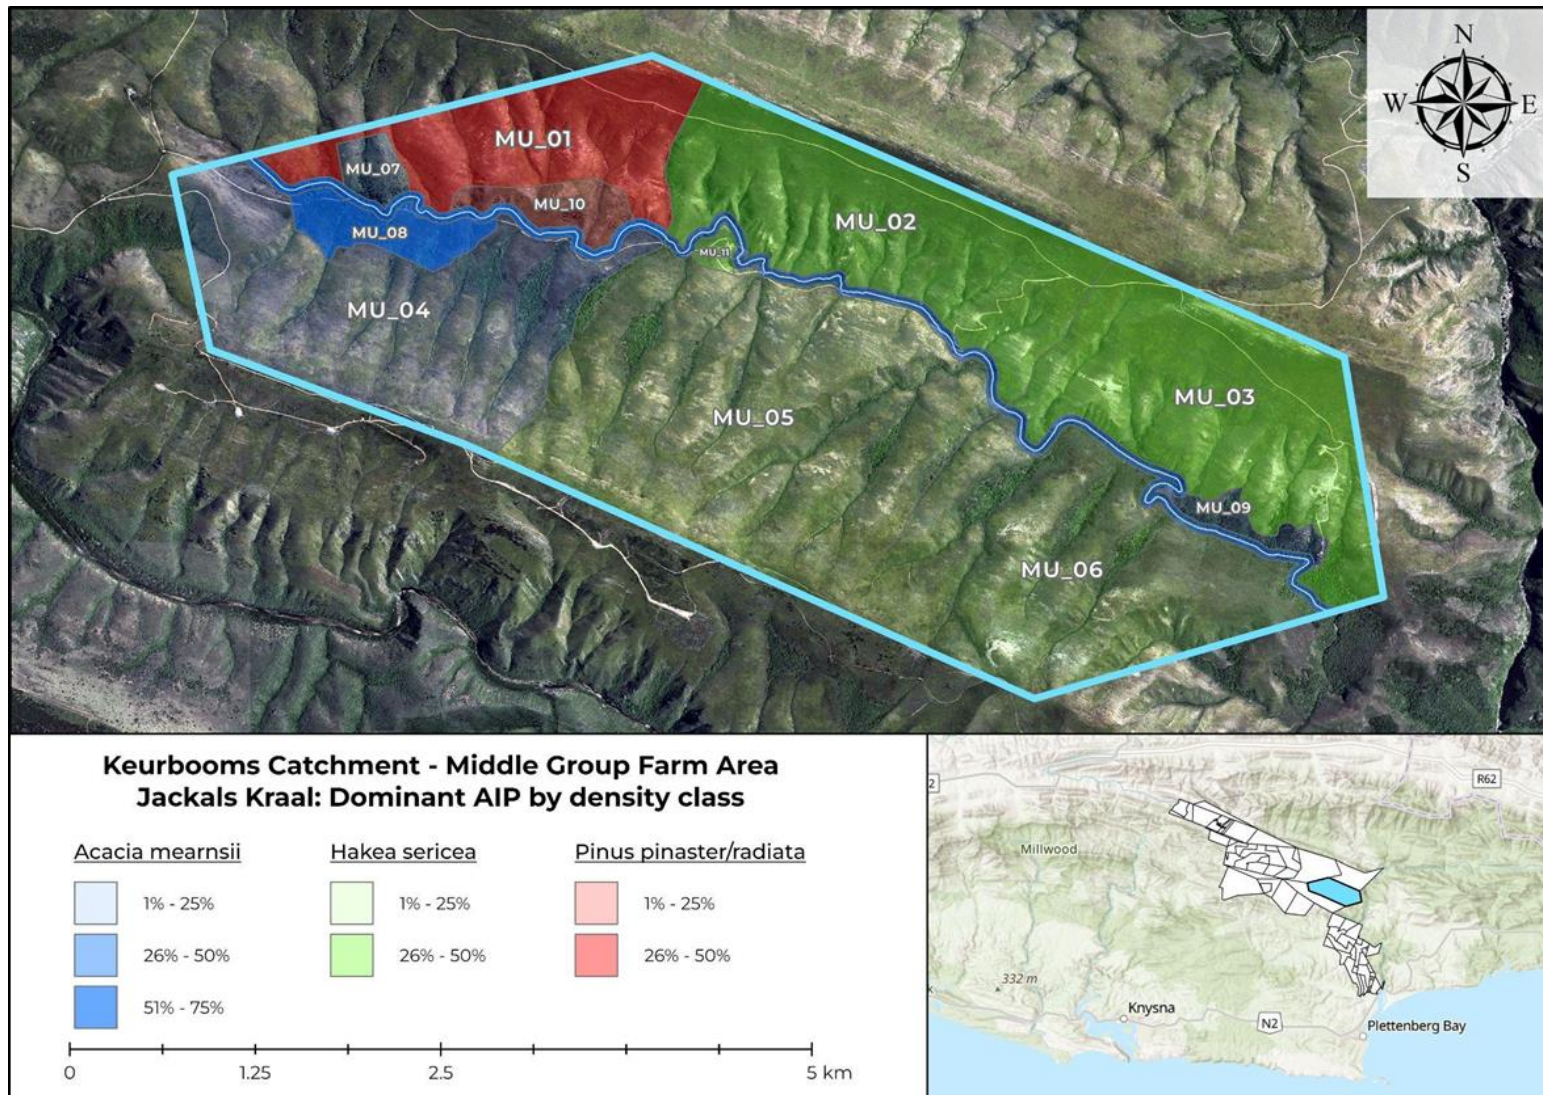 N
W
E
S
MU_01
MU_07
MU_10
MU_02
MU_08
MU_11
MU_04
MU_03
MU_05
MU_09
MU_06
Keurbooms Catchment - Middle Group Farm Area
Jackals Kraal: Dominant AIP by density class
Acacia mearnsii
1% - 25%
26% - 50%
51% - 75%
Hakea sericea
1% - 25%
26% - 50%
Pinus pinaster/radiata
1% - 25%
26% - 50%
0 1.25 2.5 5 km
2
R62
Millwood
332 m
Knysna
N2
Plettenberg Bay